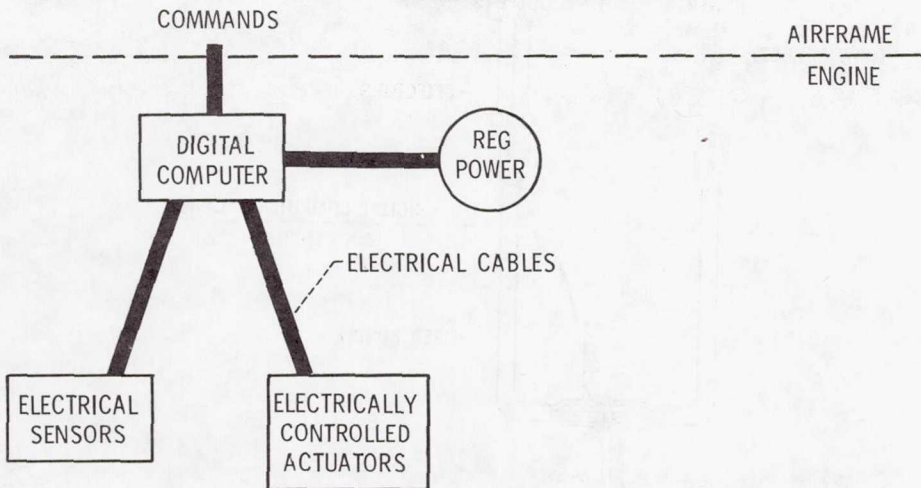 COMMANDS
AIRFRAME
ENGINE
DIGITAL
COMPUTER
REG
POWER
ELECTRICAL CABLES
ELECTRICAL
SENSORS
ELECTRICALLY
CONTROLLED
ACTUATORS